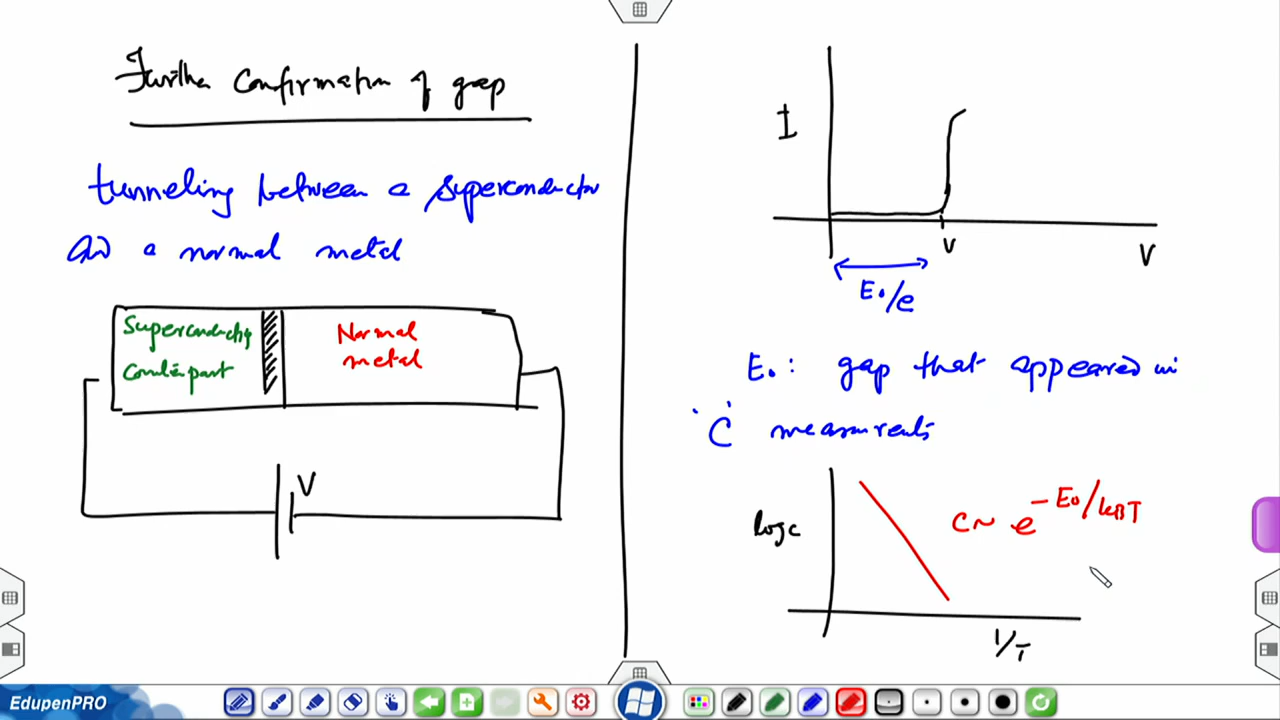 Further Confirmation of gap
tunneling between a superconductor
and a normal metal
Superconducting
Counterpart
Normal
metal
V
I
V
V
E₀/e
E₀: gap that appeared in
'C' measurements
log c
C ~ e^{-E₀/k_BT}
1/T
EdupenPRO